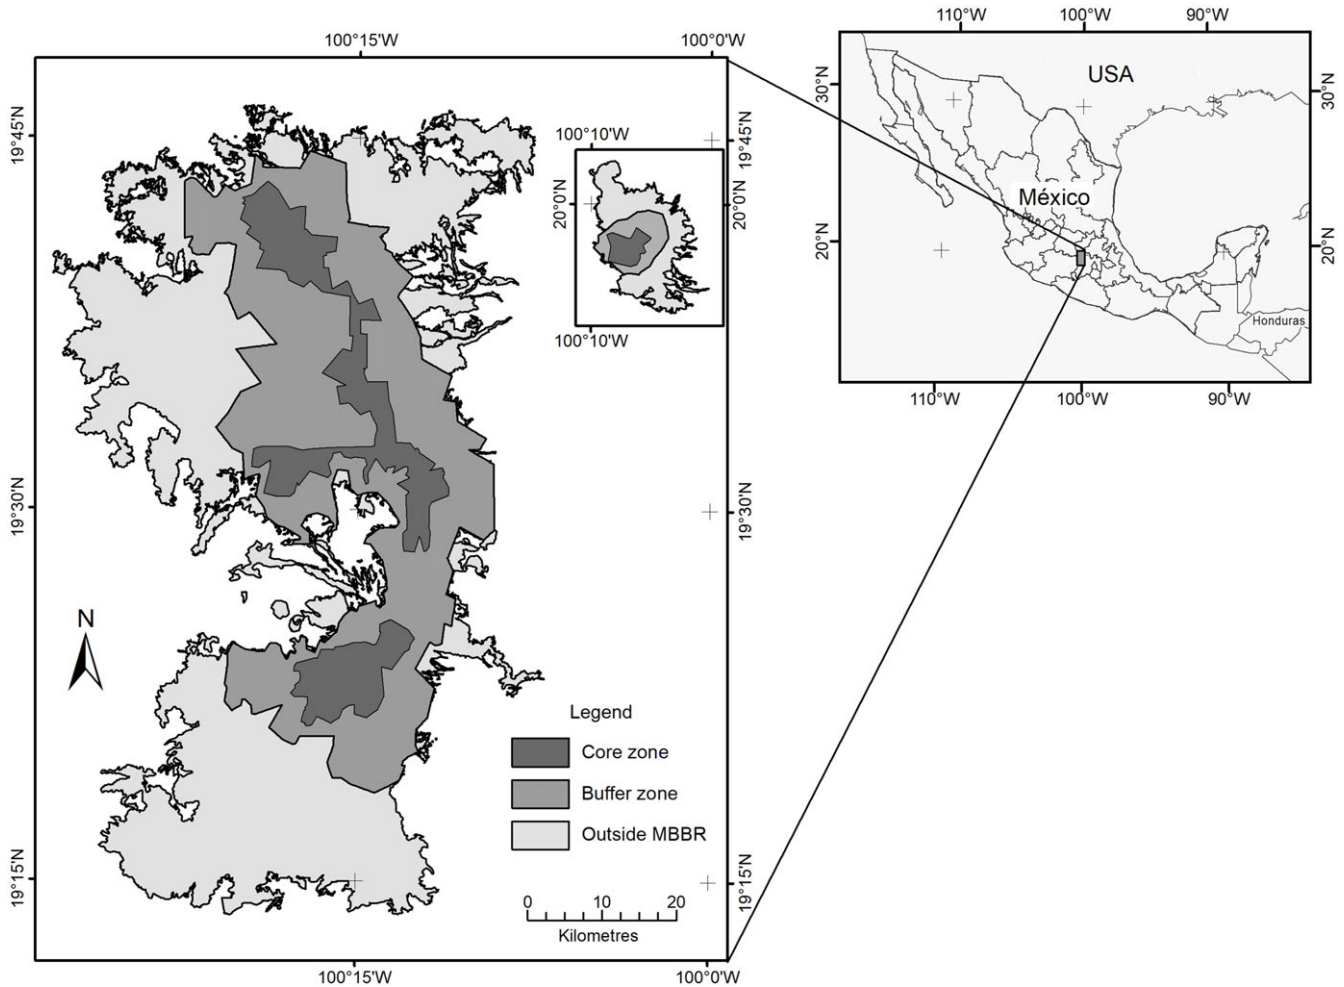 110°W 100°W 90°W
100°15'W 100°0'W
USA
30°N
30°N
19°45'N
100°10'W
19°45'N
20°0'N
20°0'N
México
20°N
20°N
100°10'W
Honduras
110°W 100°W 90°W
19°30'N
19°30'N
N
Legend
Core zone
Buffer zone
Outside MBBR
19°15'N
19°15'N
0 10 20
Kilometres
100°15'W 100°0'W